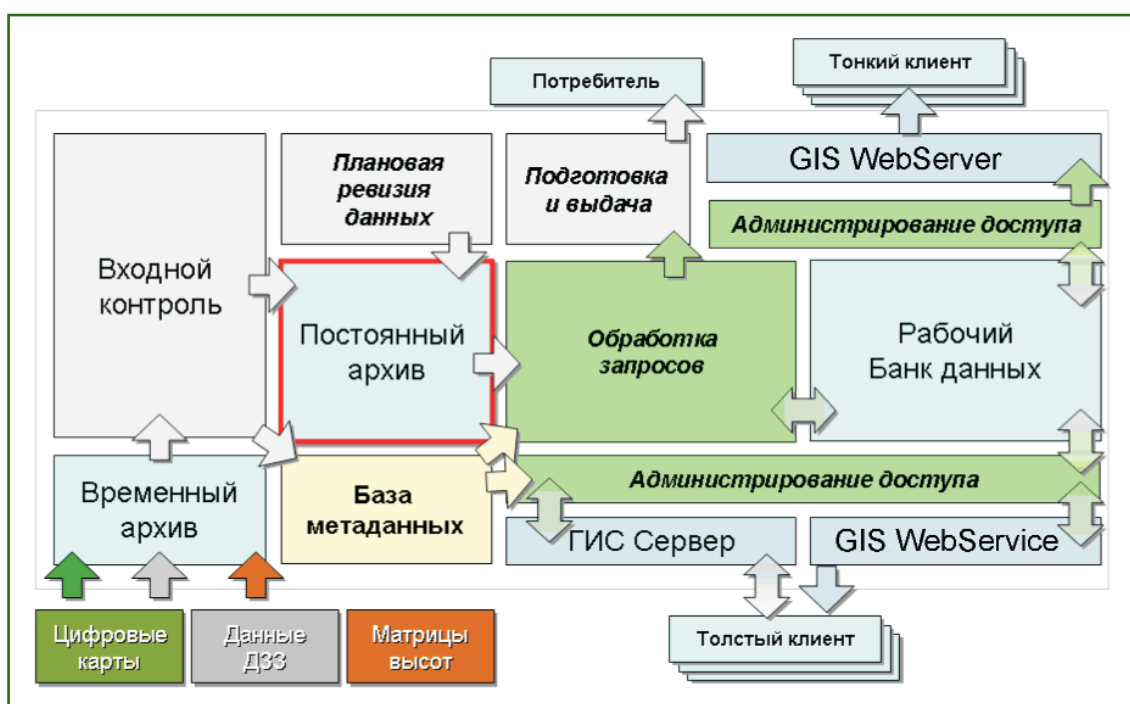 Потребитель
Тонкий клиент
Входной
контроль
Плановая
ревизия
данных
Подготовка
и выдача
GIS WebServer
Администрирование доступа
Постоянный
архив
Обработка
запросов
Рабочий
Банк данных
Временный
архив
База
метаданных
Администрирование доступа
ГИС Сервер
GIS WebService
Цифровые
карты
Данные
ДЗЗ
Матрицы
высот
Толстый клиент